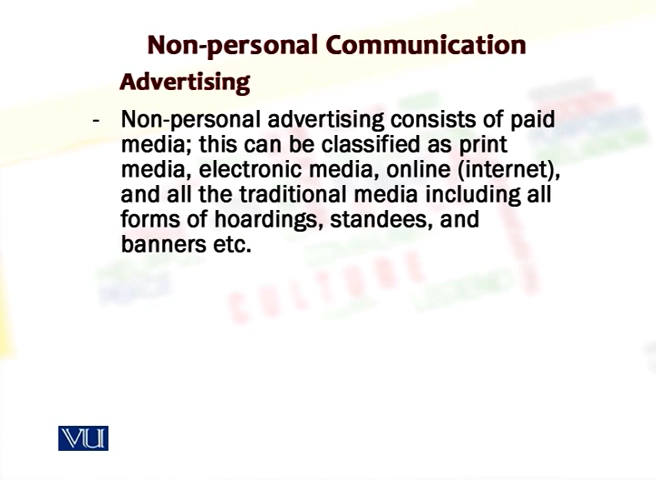 Non-personal Communication
Advertising
- Non-personal advertising consists of paid
media; this can be classified as print
media, electronic media, online (internet),
and all the traditional media including all
forms of hoardings, standees, and
banners etc.
CULTURE
VU